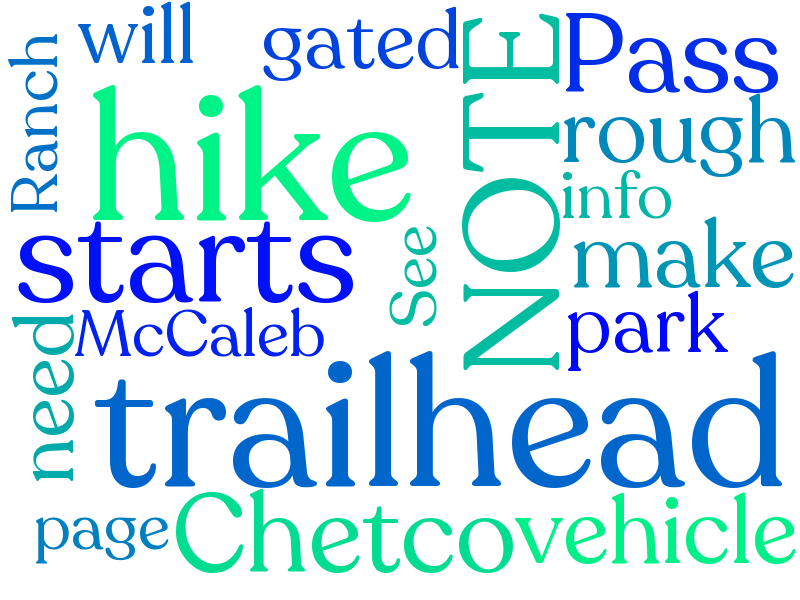 Ranch
will
gated
NOTE
Pass
hike
rough
info
starts
See
make
need
McCaleb
park
trailhead
page
Chetco
vehicle